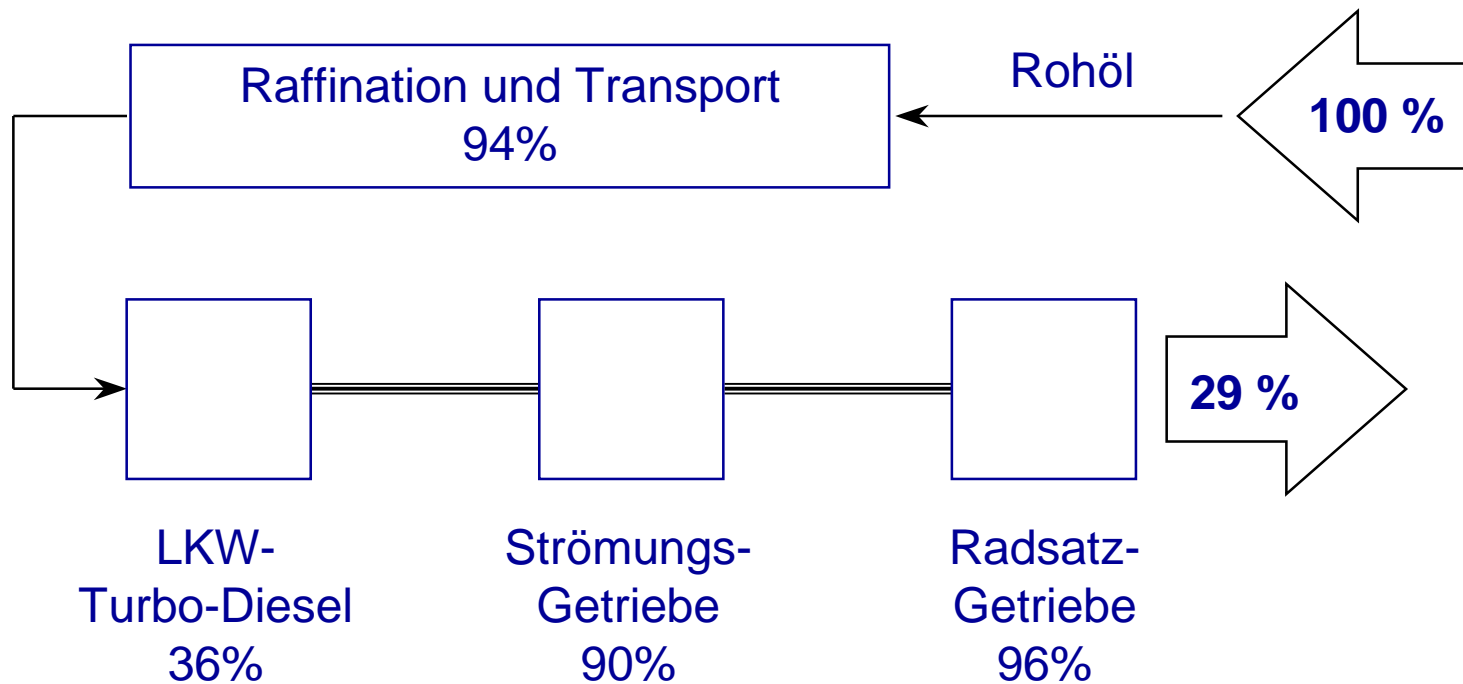 Raffination und Transport
94%
Rohöl
100 %
29 %
LKW-
Turbo-Diesel
36%
Strömungs-
Getriebe
90%
Radsatz-
Getriebe
96%